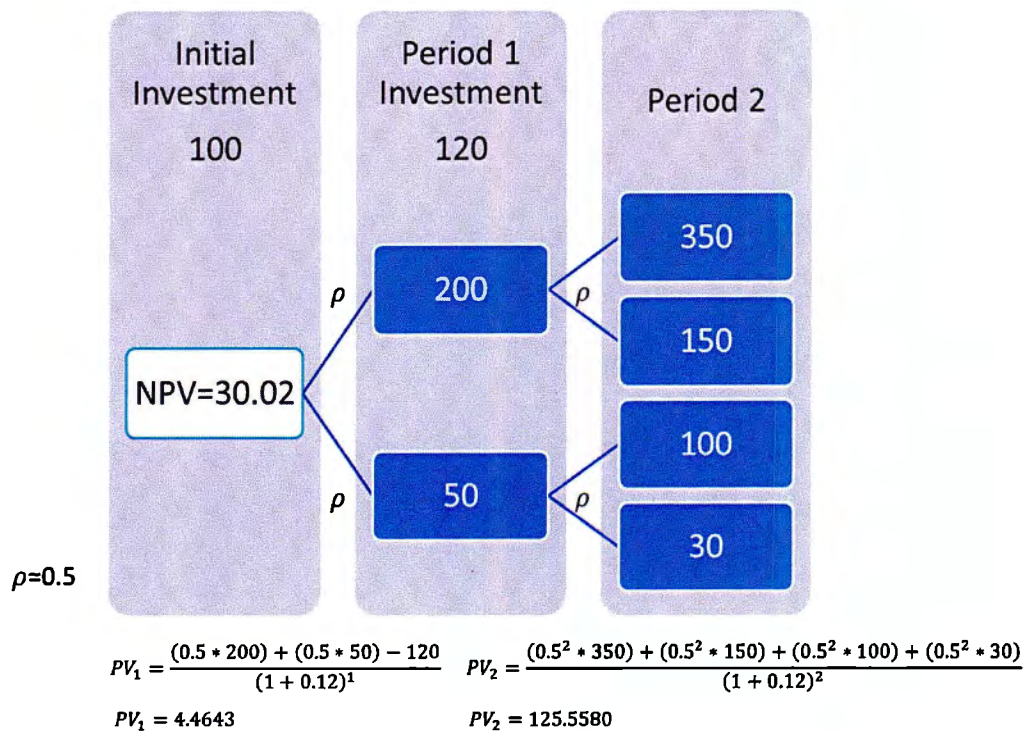 Initial
Investment
100
Period 1
Investment
120
Period 2
NPV=30.02
ρ
ρ
200
50
ρ
ρ
350
150
100
30
ρ=0.5
PV₁ = \frac{(0.5 * 200) + (0.5 * 50) − 120}{(1 + 0.12)¹}
PV₂ = \frac{(0.5² * 350) + (0.5² * 150) + (0.5² * 100) + (0.5² * 30)}{(1 + 0.12)²}
PV₁ = 4.4643
PV₂ = 125.5580